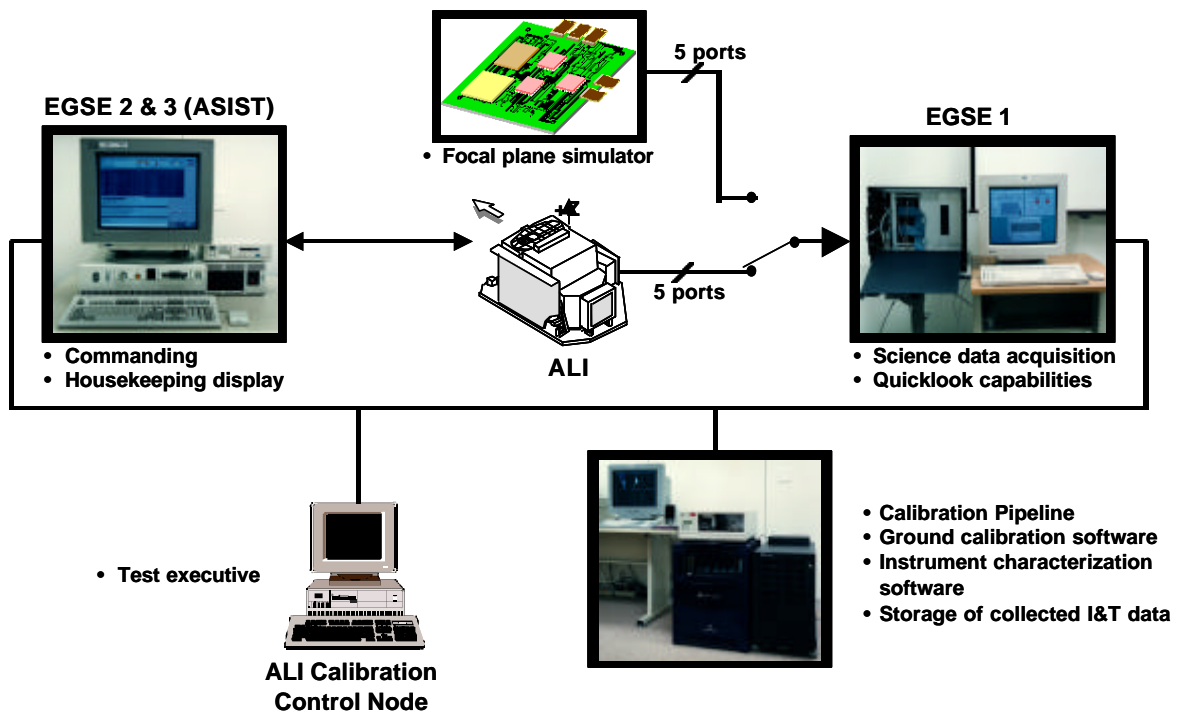 5 ports
EGSE 2 & 3 (ASIST)
EGSE 1
• Focal plane simulator
5 ports
ALI
• Commanding
• Housekeeping display
• Science data acquisition
• Quicklook capabilities
• Calibration Pipeline
• Ground calibration software
• Instrument characterization
software
• Storage of collected I&T data
• Test executive
ALI Calibration
Control Node